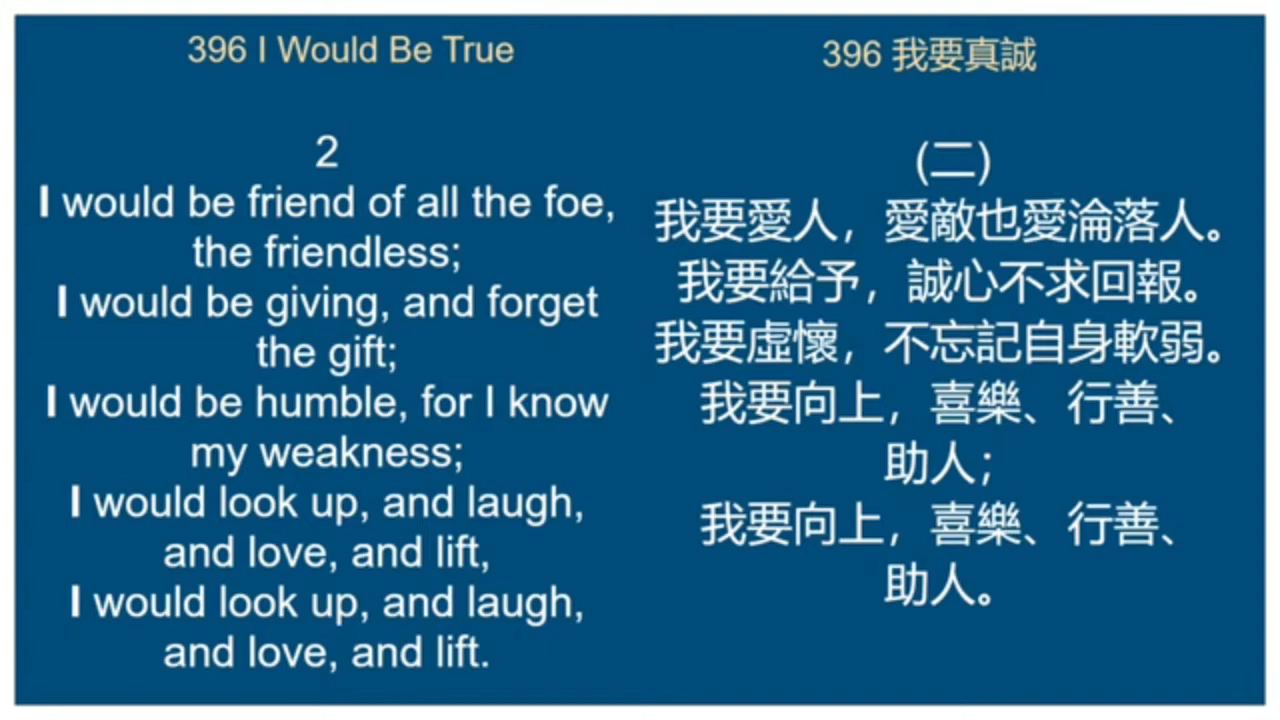 396 I Would Be True
2
I would be friend of all the foe,
the friendless;
I would be giving, and forget
the gift;
I would be humble, for I know
my weakness;
I would look up, and laugh,
and love, and lift,
I would look up, and laugh,
and love, and lift.
396 我要真誠
(二)
我要愛人，愛敵也愛淪落人。
我要給予，誠心不求回報。
我要虛懷，不忘記自身軟弱。
我要向上，喜樂、行善、
助人；
我要向上，喜樂、行善、
助人。